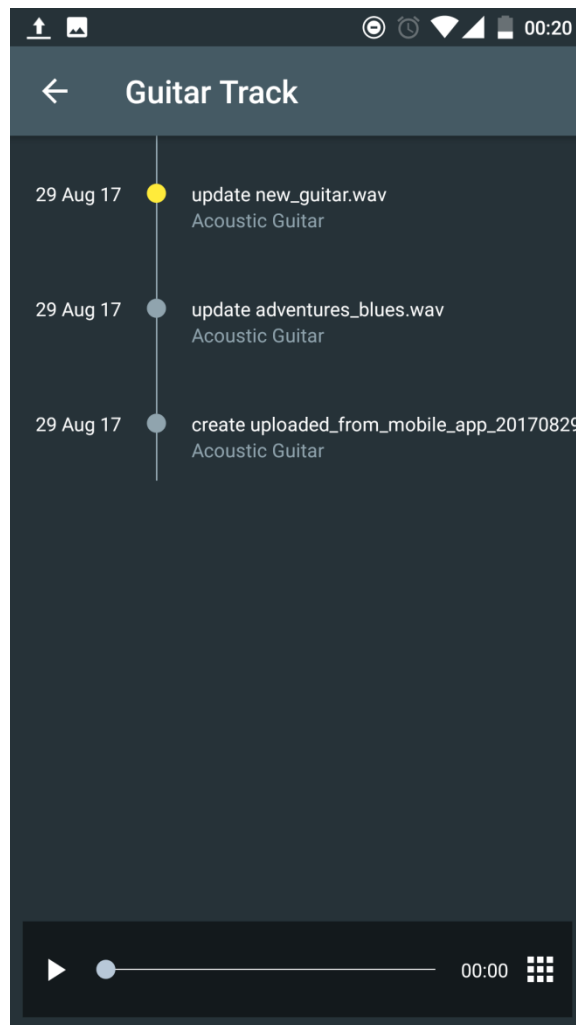 00:20
Guitar Track
29 Aug 17
update new_guitar.wav
Acoustic Guitar
29 Aug 17
update adventures_blues.wav
Acoustic Guitar
29 Aug 17
create uploaded_from_mobile_app_20170829
Acoustic Guitar
00:00